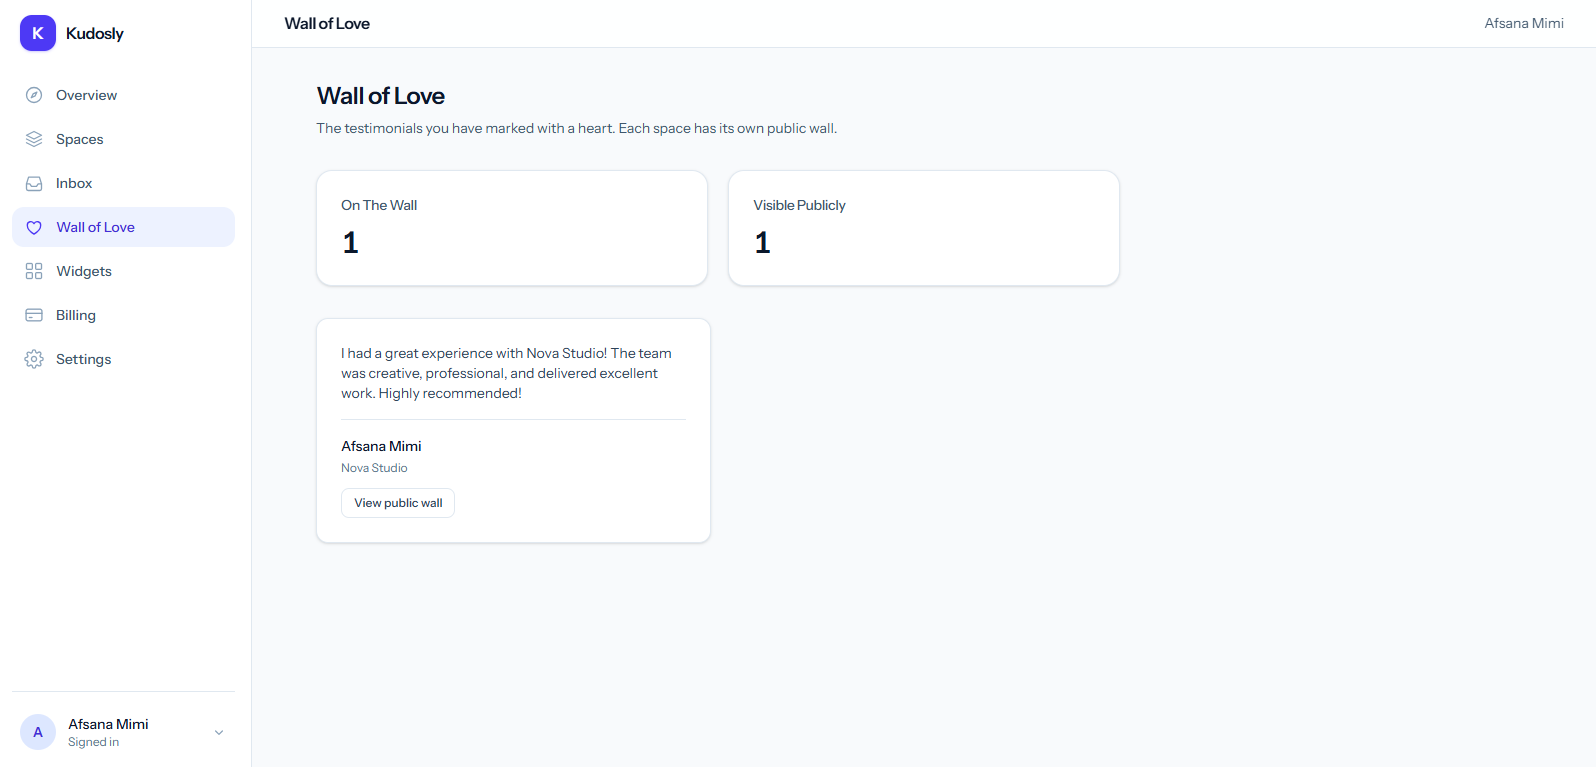 K
Kudosly
Overview
Spaces
Inbox
Wall of Love
Widgets
Billing
Settings
A
Afsana Mimi
Signed in
Wall of Love
Afsana Mimi
Wall of Love
The testimonials you have marked with a heart. Each space has its own public wall.
On The Wall
1
Visible Publicly
1
I had a great experience with Nova Studio! The team
was creative, professional, and delivered excellent
work. Highly recommended!
Afsana Mimi
Nova Studio
View public wall